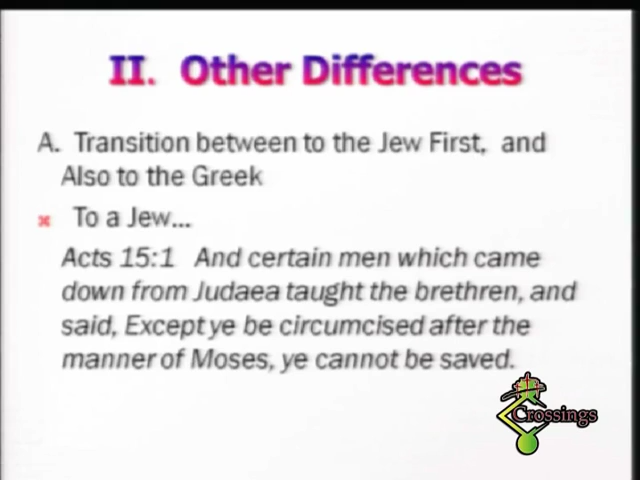 II. Other Differences
A. Transition between to the Jew First, and
Also to the Greek
To a Jew...
Acts 15:1 And certain men which came
down from Judaea taught the brethren, and
said, Except ye be circumcised after the
manner of Moses, ye cannot be saved.
Crossings